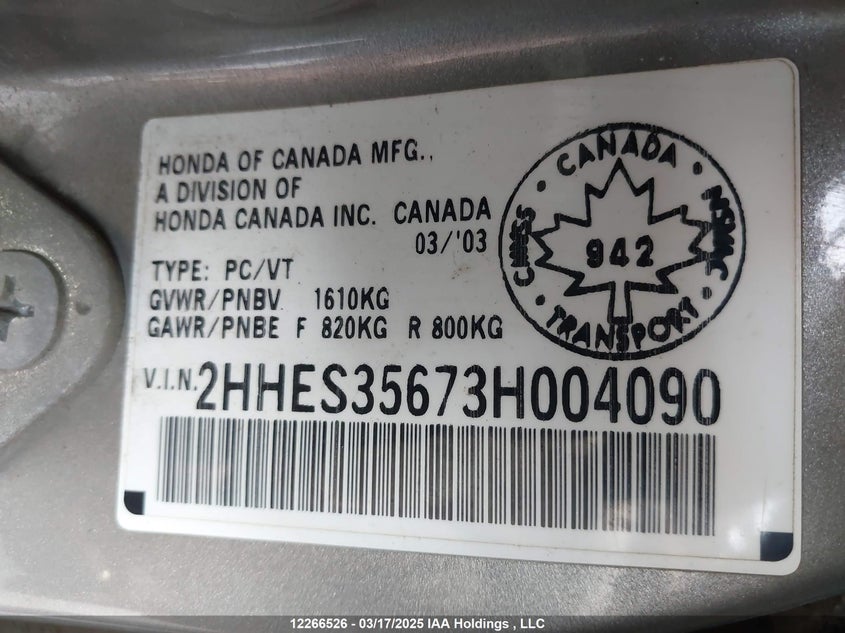 HONDA OF CANADA MFG.,
A DIVISION OF
HONDA CANADA INC. CANADA
03/'03
TYPE: PC/VT
GVWR/PNBV 1610KG
GAWR/PNBE F 820KG R 800KG
CANADA
942
TRANSPORT
V.I.N. 2HHES35673H004090
12266526 - 03/17/2025 IAA Holdings , LLC